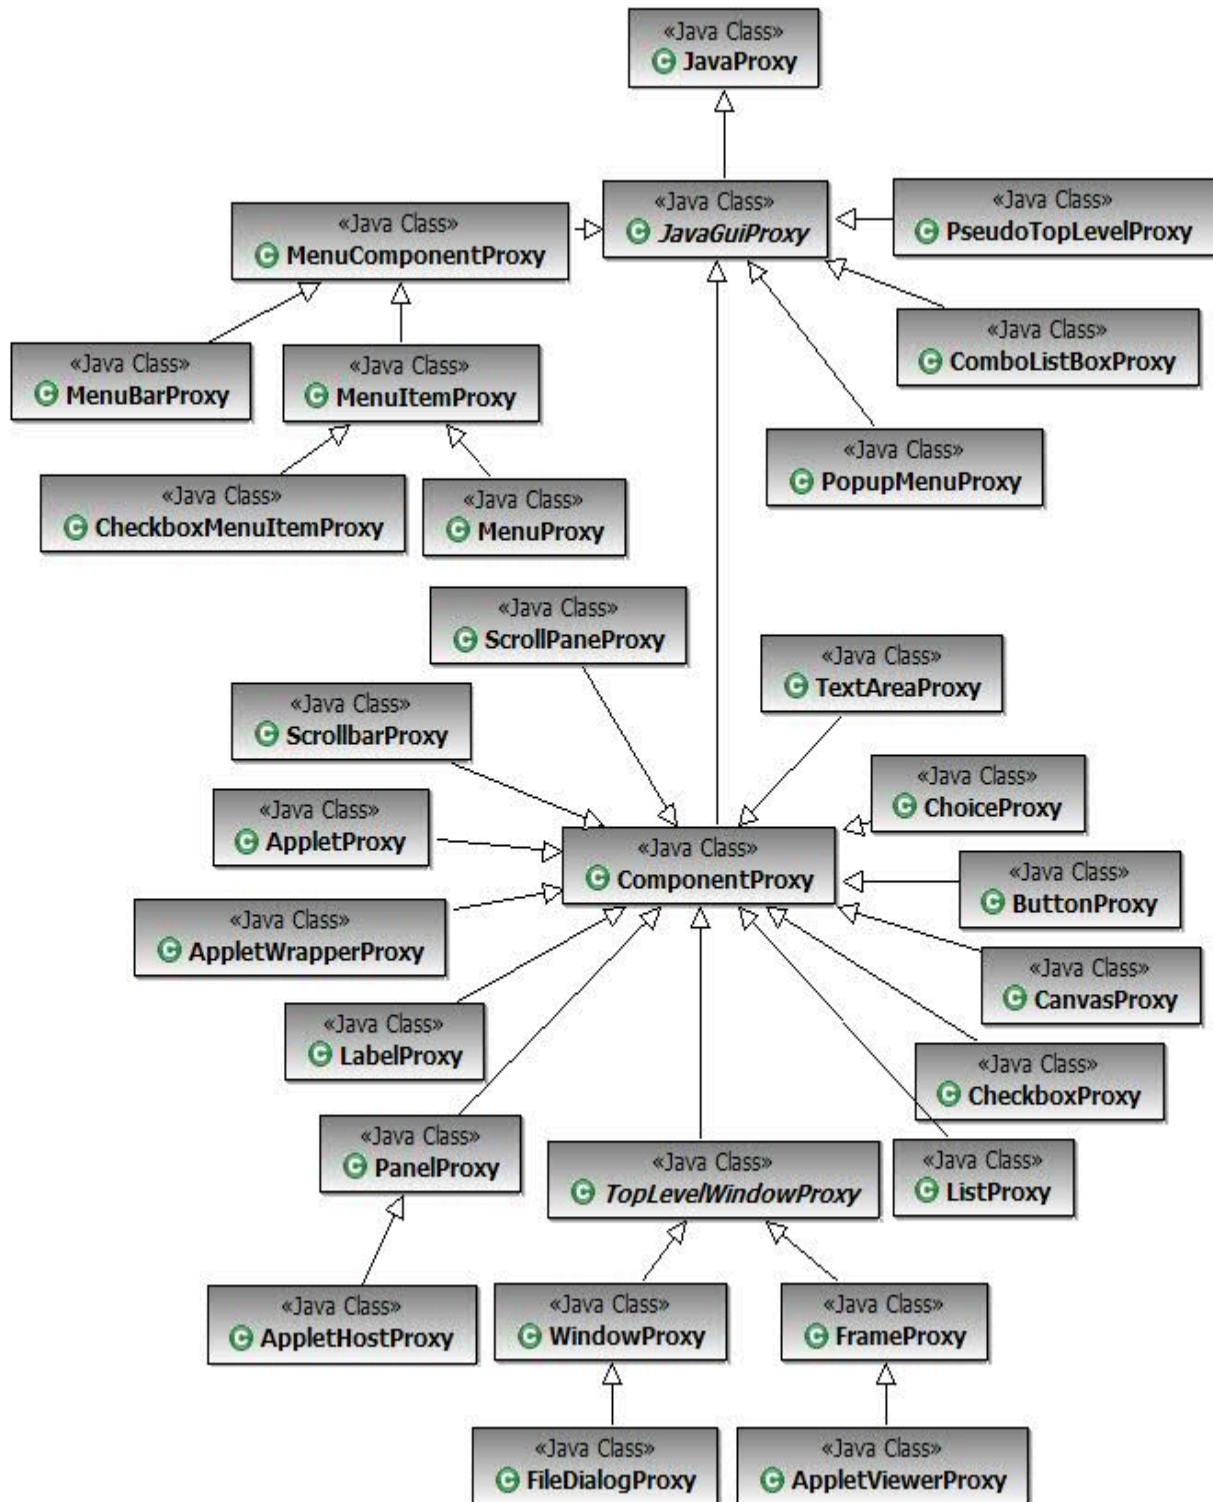 «Java Class»
JavaProxy
«Java Class»
JavaGuiProxy
«Java Class»
PseudoTopLevelProxy
«Java Class»
MenuComponentProxy
«Java Class»
ComboListBoxProxy
«Java Class»
MenuBarProxy
«Java Class»
MenuItemProxy
«Java Class»
PopupMenuProxy
«Java Class»
CheckboxMenuItemProxy
«Java Class»
MenuProxy
«Java Class»
ScrollPaneProxy
«Java Class»
TextAreaProxy
«Java Class»
ScrollbarProxy
«Java Class»
ChoiceProxy
«Java Class»
AppletProxy
«Java Class»
ComponentProxy
«Java Class»
ButtonProxy
«Java Class»
AppletWrapperProxy
«Java Class»
CanvasProxy
«Java Class»
LabelProxy
«Java Class»
CheckboxProxy
«Java Class»
PanelProxy
«Java Class»
TopLevelWindowProxy
«Java Class»
ListProxy
«Java Class»
AppletHostProxy
«Java Class»
WindowProxy
«Java Class»
FrameProxy
«Java Class»
FileDialogProxy
«Java Class»
AppletViewerProxy